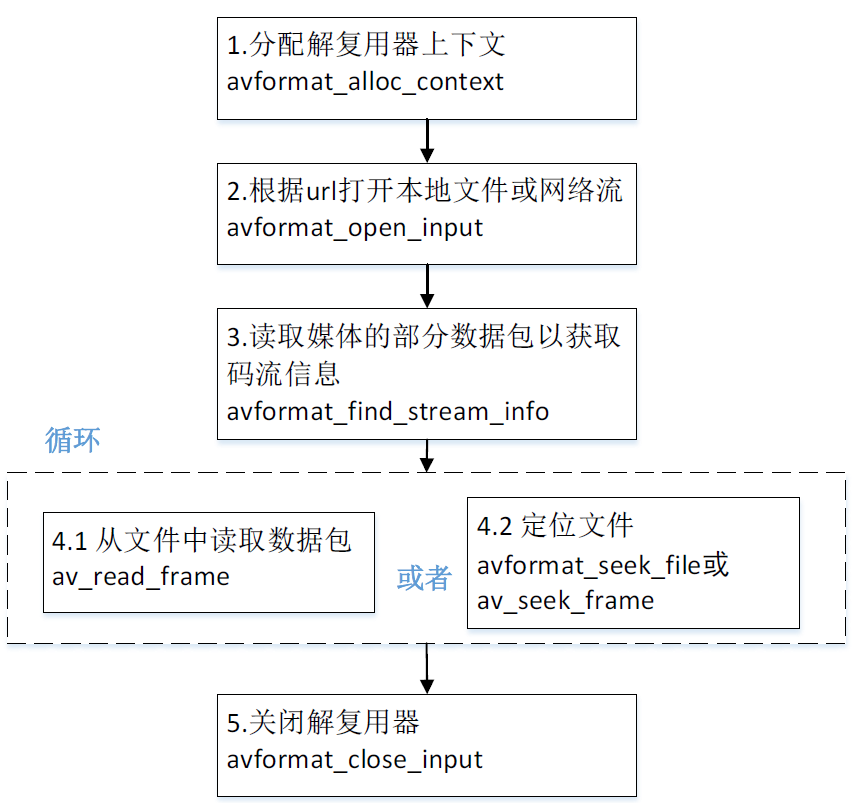 1.分配解复用器上下文
avformat_alloc_context
2.根据url打开本地文件或网络流
avformat_open_input
3.读取媒体的部分数据包以获取
码流信息
avformat_find_stream_info
循环
4.1 从文件中读取数据包
av_read_frame
或者
4.2 定位文件
avformat_seek_file或
av_seek_frame
5.关闭解复用器
avformat_close_input